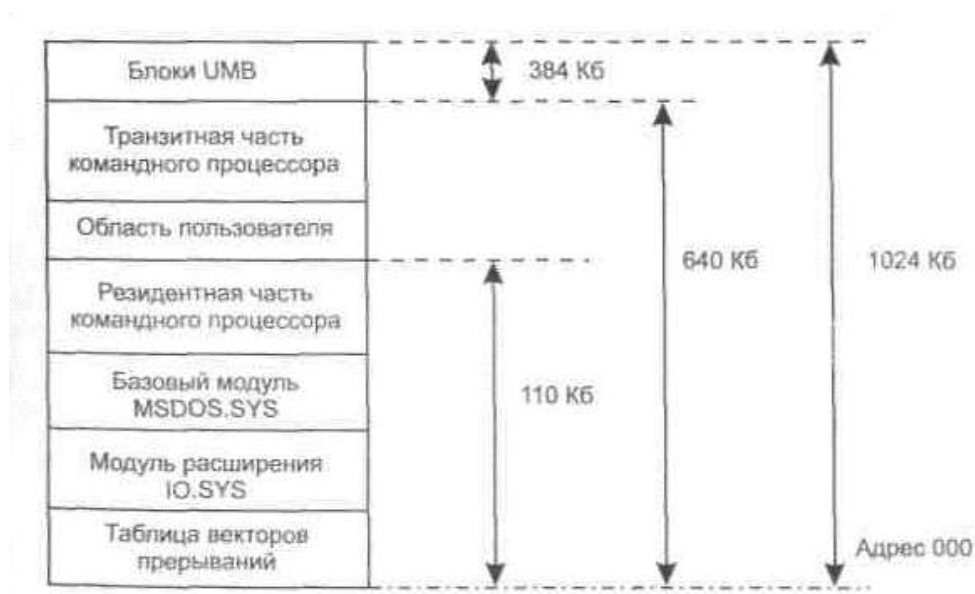 Блоки UMB
384 Кб
Транзитная часть
командного процессора
Область пользователя
640 Кб
1024 Кб
Резидентная часть
командного процессора
Базовый модуль
MSDOS.SYS
110 Кб
Модуль расширения
IO.SYS
Таблица векторов
прерываний
Адрес 000